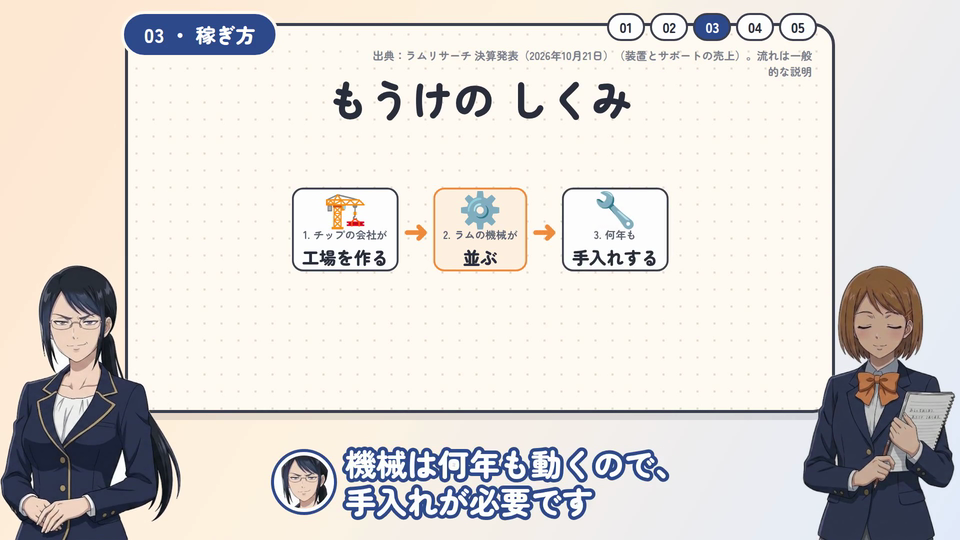 03 ・ 稼ぎ方
01 02 03 04 05
出典：ラムリサーチ 決算発表（2026年10月21日）（装置とサポートの売上）。流れは一般
的な説明
もうけの しくみ
1. チップの会社が
工場を作る
2. ラムの機械が
並ぶ
3. 何年も
手入れする
機械は何年も動くので、
手入れが必要です